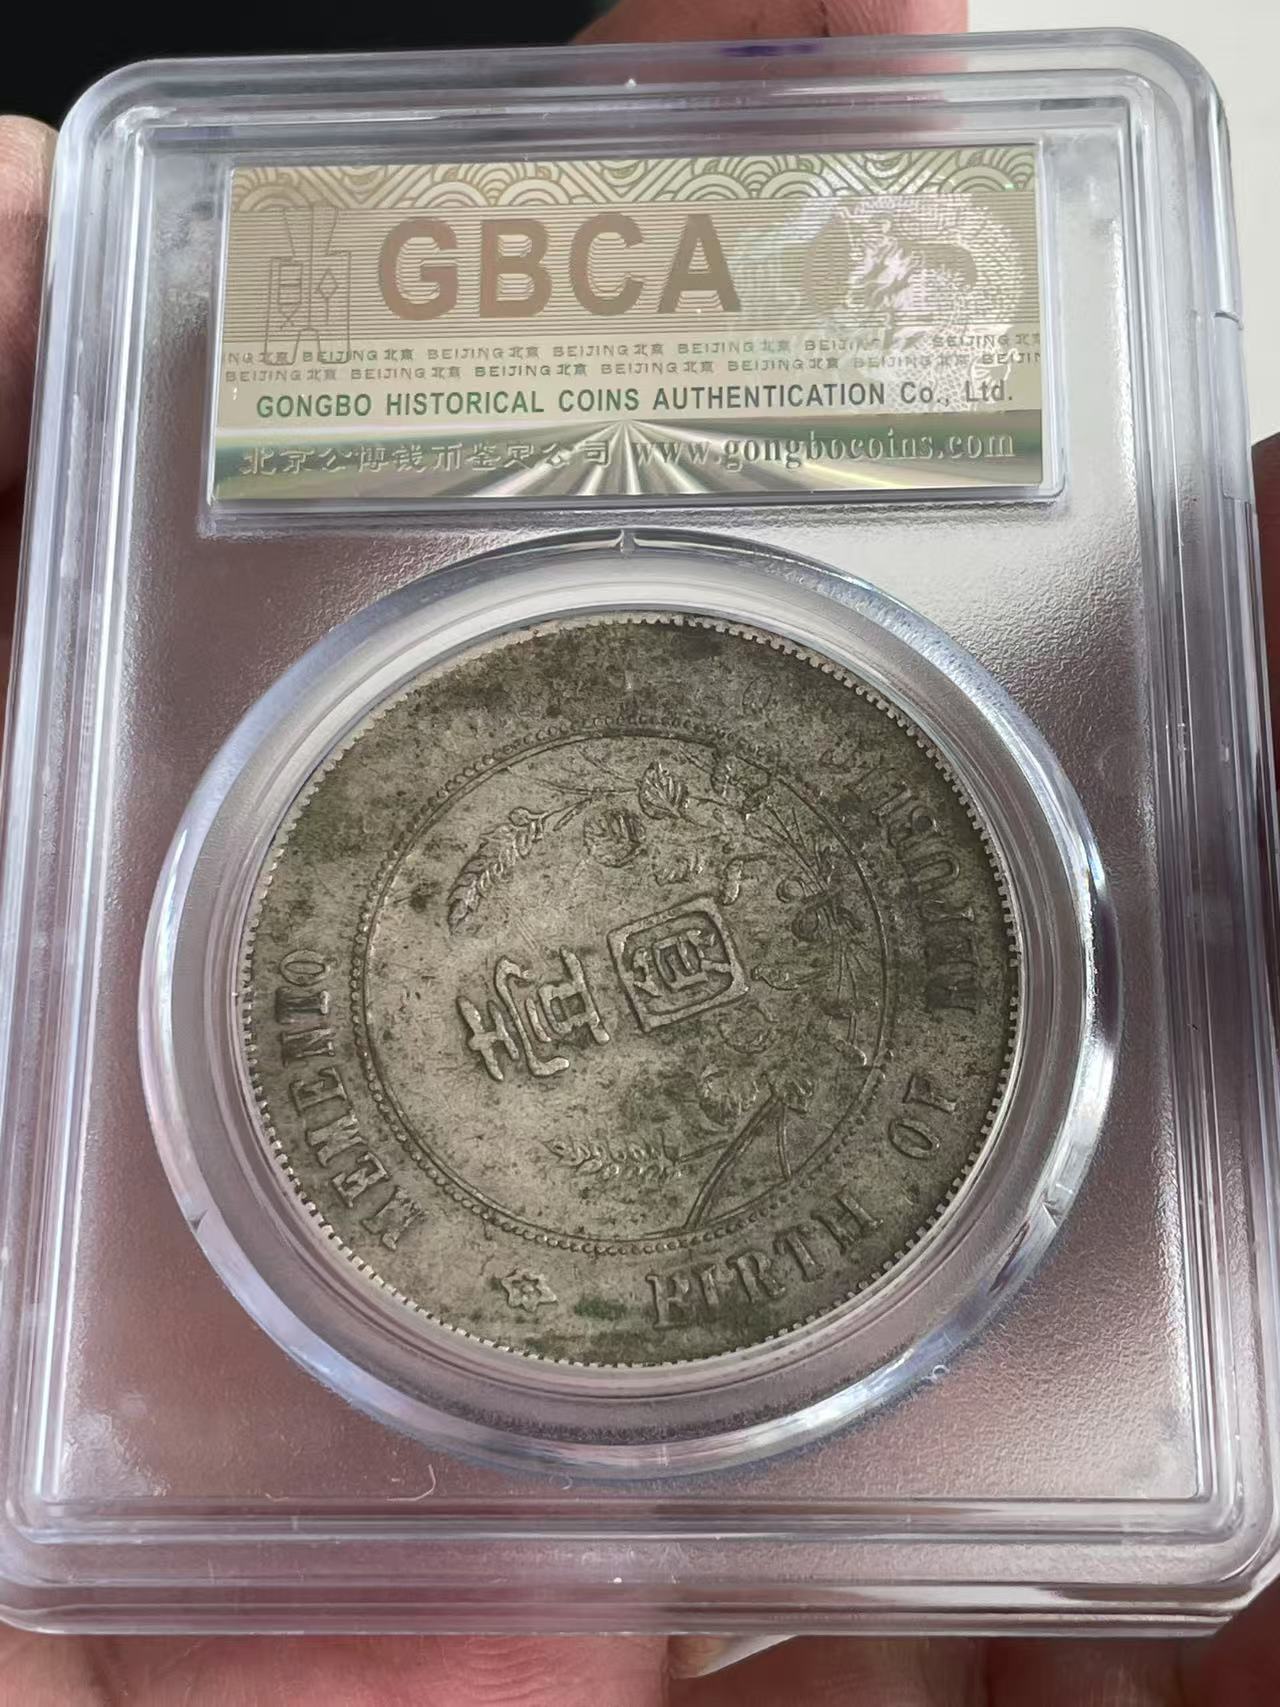 GBCA
ING北京 BEIJING北京 BEIJING北京 BEIJING北京 BEIJING北京 BEIJING北京
BEIJING北京 BEIJING北京 BEIJING北京 BEIJING北京 BEIJING北京 BEIJING北京 BEIJIN
GONGBO HISTORICAL COINS AUTHENTICATION Co., Ltd.
北京公博钱币鉴定公司 www.gongbocoins.com
MEMENTO
BIRTH OF
壹圓